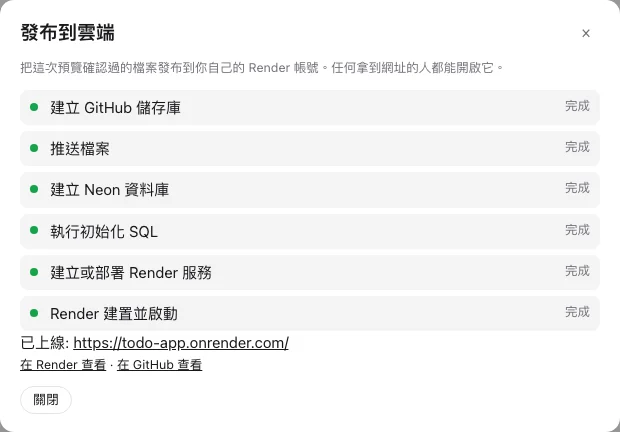 發布到雲端
×
把這次預覽確認過的檔案發布到你自己的 Render 帳號。任何拿到網址的人都能開啟它。
建立 GitHub 儲存庫 完成
推送檔案 完成
建立 Neon 資料庫 完成
執行初始化 SQL 完成
建立或部署 Render 服務 完成
Render 建置並啟動 完成
已上線: https://todo-app.onrender.com/
在 Render 查看 · 在 GitHub 查看
關閉